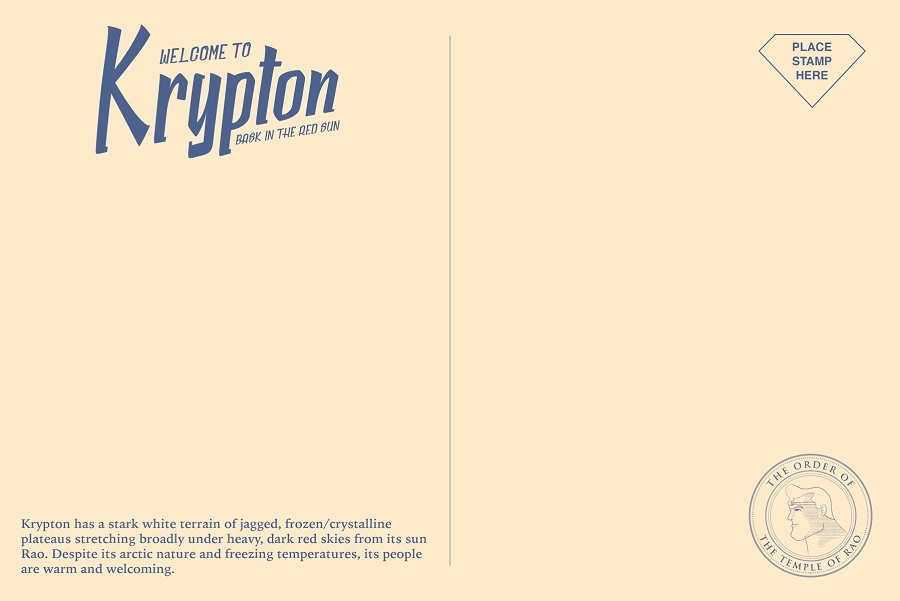 WELCOME TO
Krypton
BASK IN THE RED SUN
Krypton has a stark white terrain of jagged, frozen/crystalline
plateaus stretching broadly under heavy, dark red skies from its sun
Rao. Despite its arctic nature and freezing temperatures, its people
are warm and welcoming.
PLACE
STAMP
HERE
THE ORDER OF
THE TEMPLE OF RAO